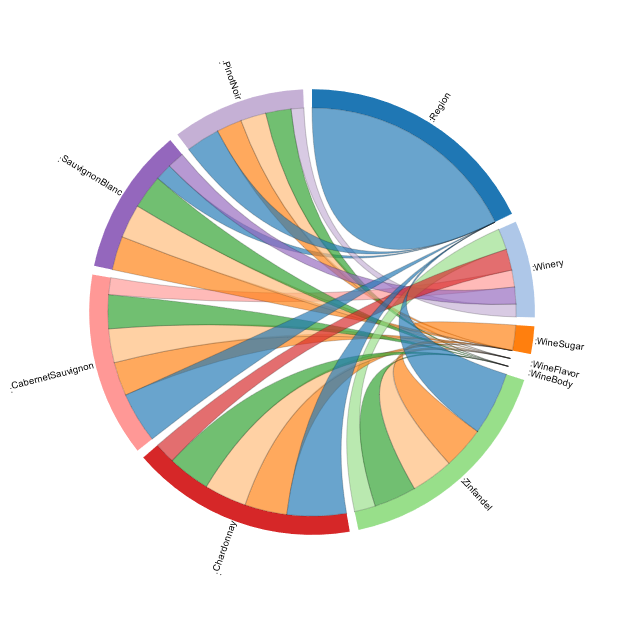 :Region
:Winery
:WineSugar
:WineFlavor
:WineBody
:Zinfandel
:Chardonnay
:CabernetSauvignon
:SauvignonBlanc
:PinotNoir